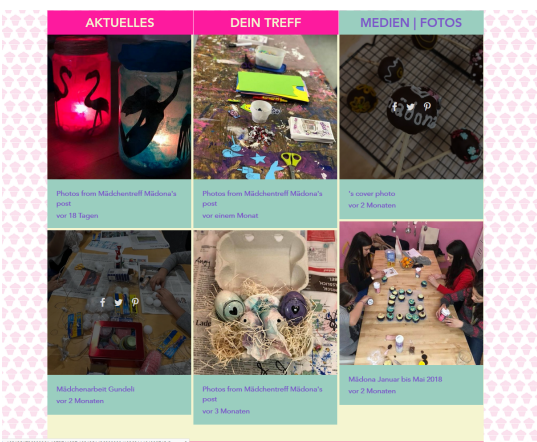 AKTUELLES
DEIN TREFF
MEDIEN | FOTOS
Photos from Mädchentreff Mädona's
post
vor 18 Tagen
Photos from Mädchentreff Mädona's
post
vor einem Monat
's cover photo
vor 2 Monaten
Mädchenarbeit Gundeli
vor 2 Monaten
Photos from Mädchentreff Mädona's
post
vor 3 Monaten
Mädona Januar bis Mai 2018
vor 2 Monaten